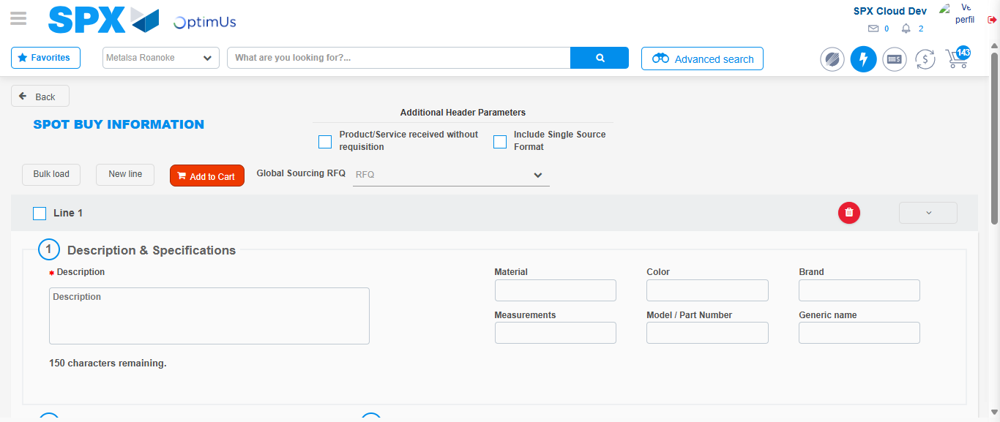 SPX
OptimUs
SPX Cloud Dev
Ve
perfil
0
2
Favorites
Metalsa Roanoke
What are you looking for?...
Advanced search
$
$
143
Back
SPOT BUY INFORMATION
Additional Header Parameters
Product/Service received without
requisition
Include Single Source
Format
Bulk load
New line
Add to Cart
Global Sourcing RFQ
RFQ
Line 1
1
Description & Specifications
* Description
Description
150 characters remaining.
Material
Color
Brand
Measurements
Model / Part Number
Generic name